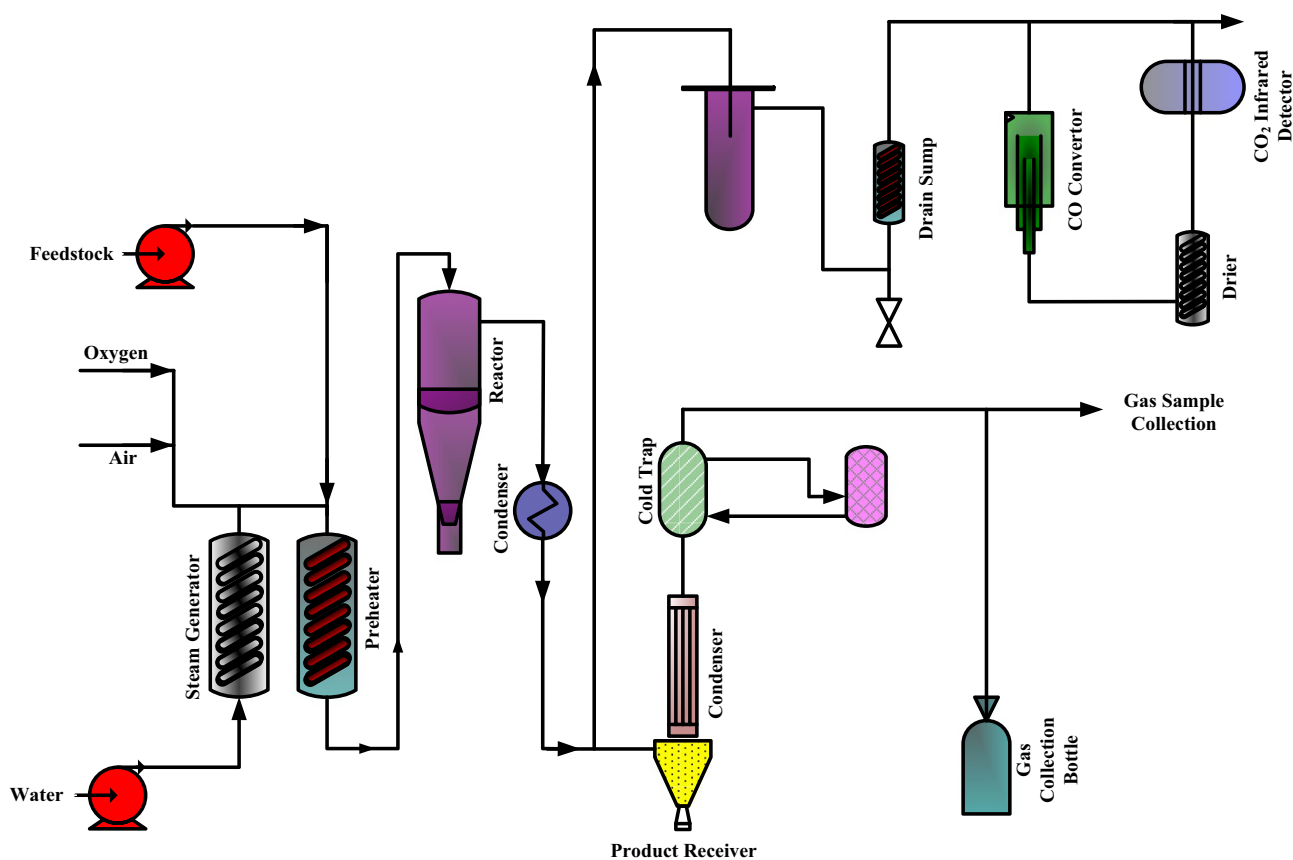 Feedstock
Oxygen
Air
Water
Steam Generator
Preheater
Reactor
Condenser
Drain Sump
CO Convertor
CO₂ Infrared
Detector
Drier
Cold Trap
Condenser
Product Receiver
Gas Sample
Collection
Gas
Collection
Bottle